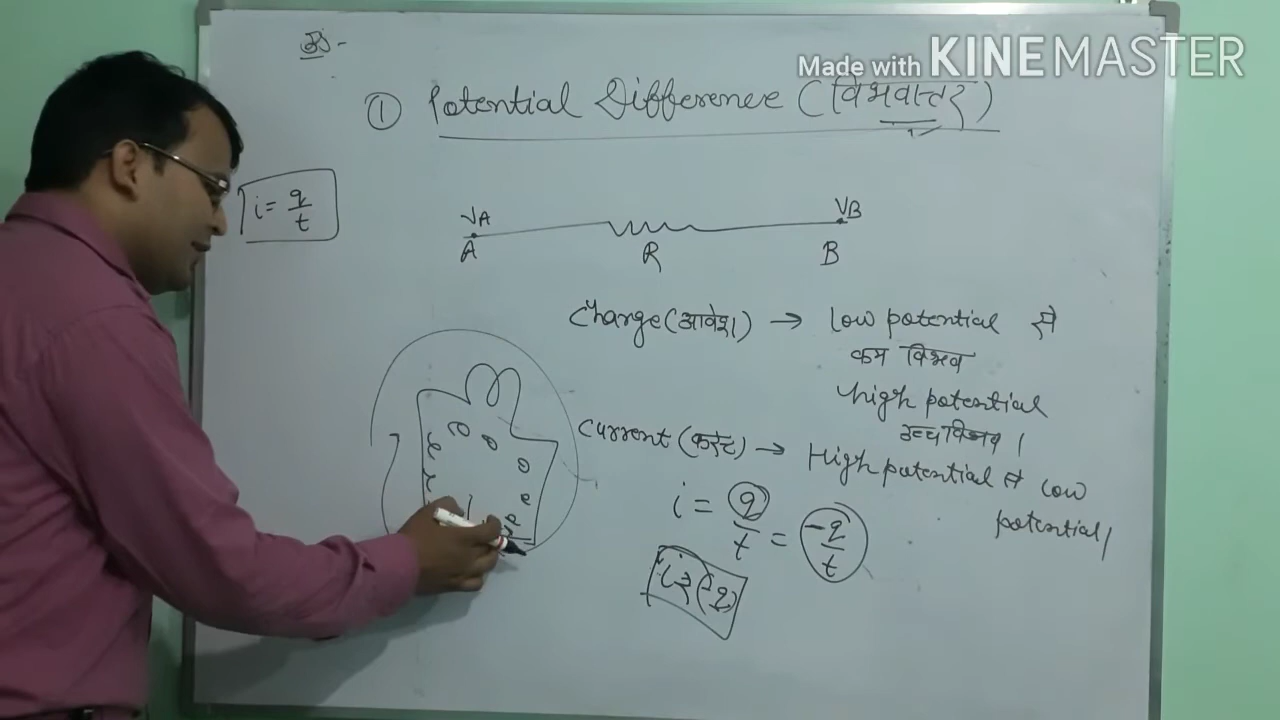 Made with KINEMASTER
① Potential Difference (विभवान्तर)
i = q/t
VA
VB
A
R
B
Charge (आवेश) → low potential से
कम विभव
high potential
उच्च विभव ।
Current (करंट) → High potential से low
potential,
i = q/t = -q/t